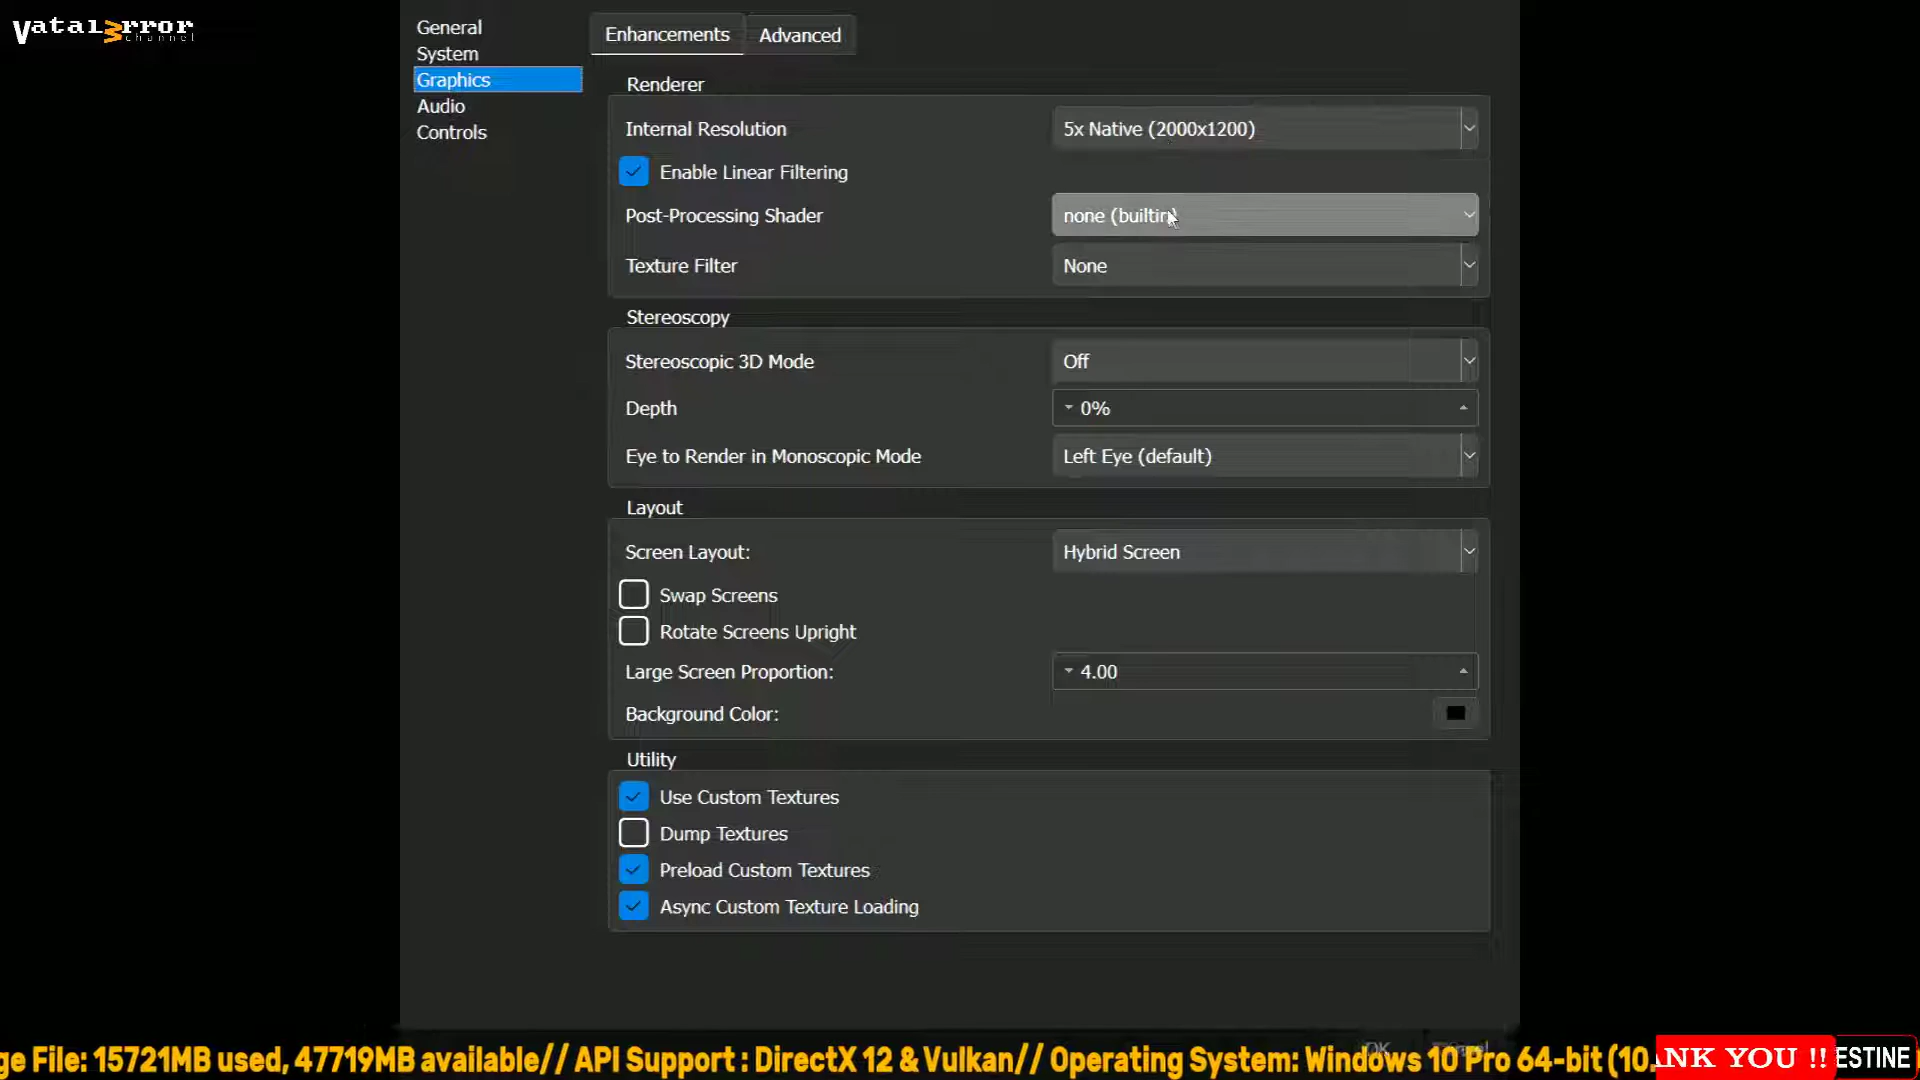 Vatal3rror
channel
General
System
Graphics
Audio
Controls
Enhancements
Advanced
Renderer
Internal Resolution
5x Native (2000x1200)
Enable Linear Filtering
Post-Processing Shader
none (builtin)
Texture Filter
None
Stereoscopy
Stereoscopic 3D Mode
Off
Depth
0%
Eye to Render in Monoscopic Mode
Left Eye (default)
Layout
Screen Layout:
Hybrid Screen
Swap Screens
Rotate Screens Upright
Large Screen Proportion:
4.00
Background Color:
Utility
Use Custom Textures
Dump Textures
Preload Custom Textures
Async Custom Texture Loading
OK
ge File: 15721MB used, 47719MB available// API Support : DirectX 12 & Vulkan// Operating System: Windows 10 Pro 64-bit (10.
ANK YOU !!
ESTINE